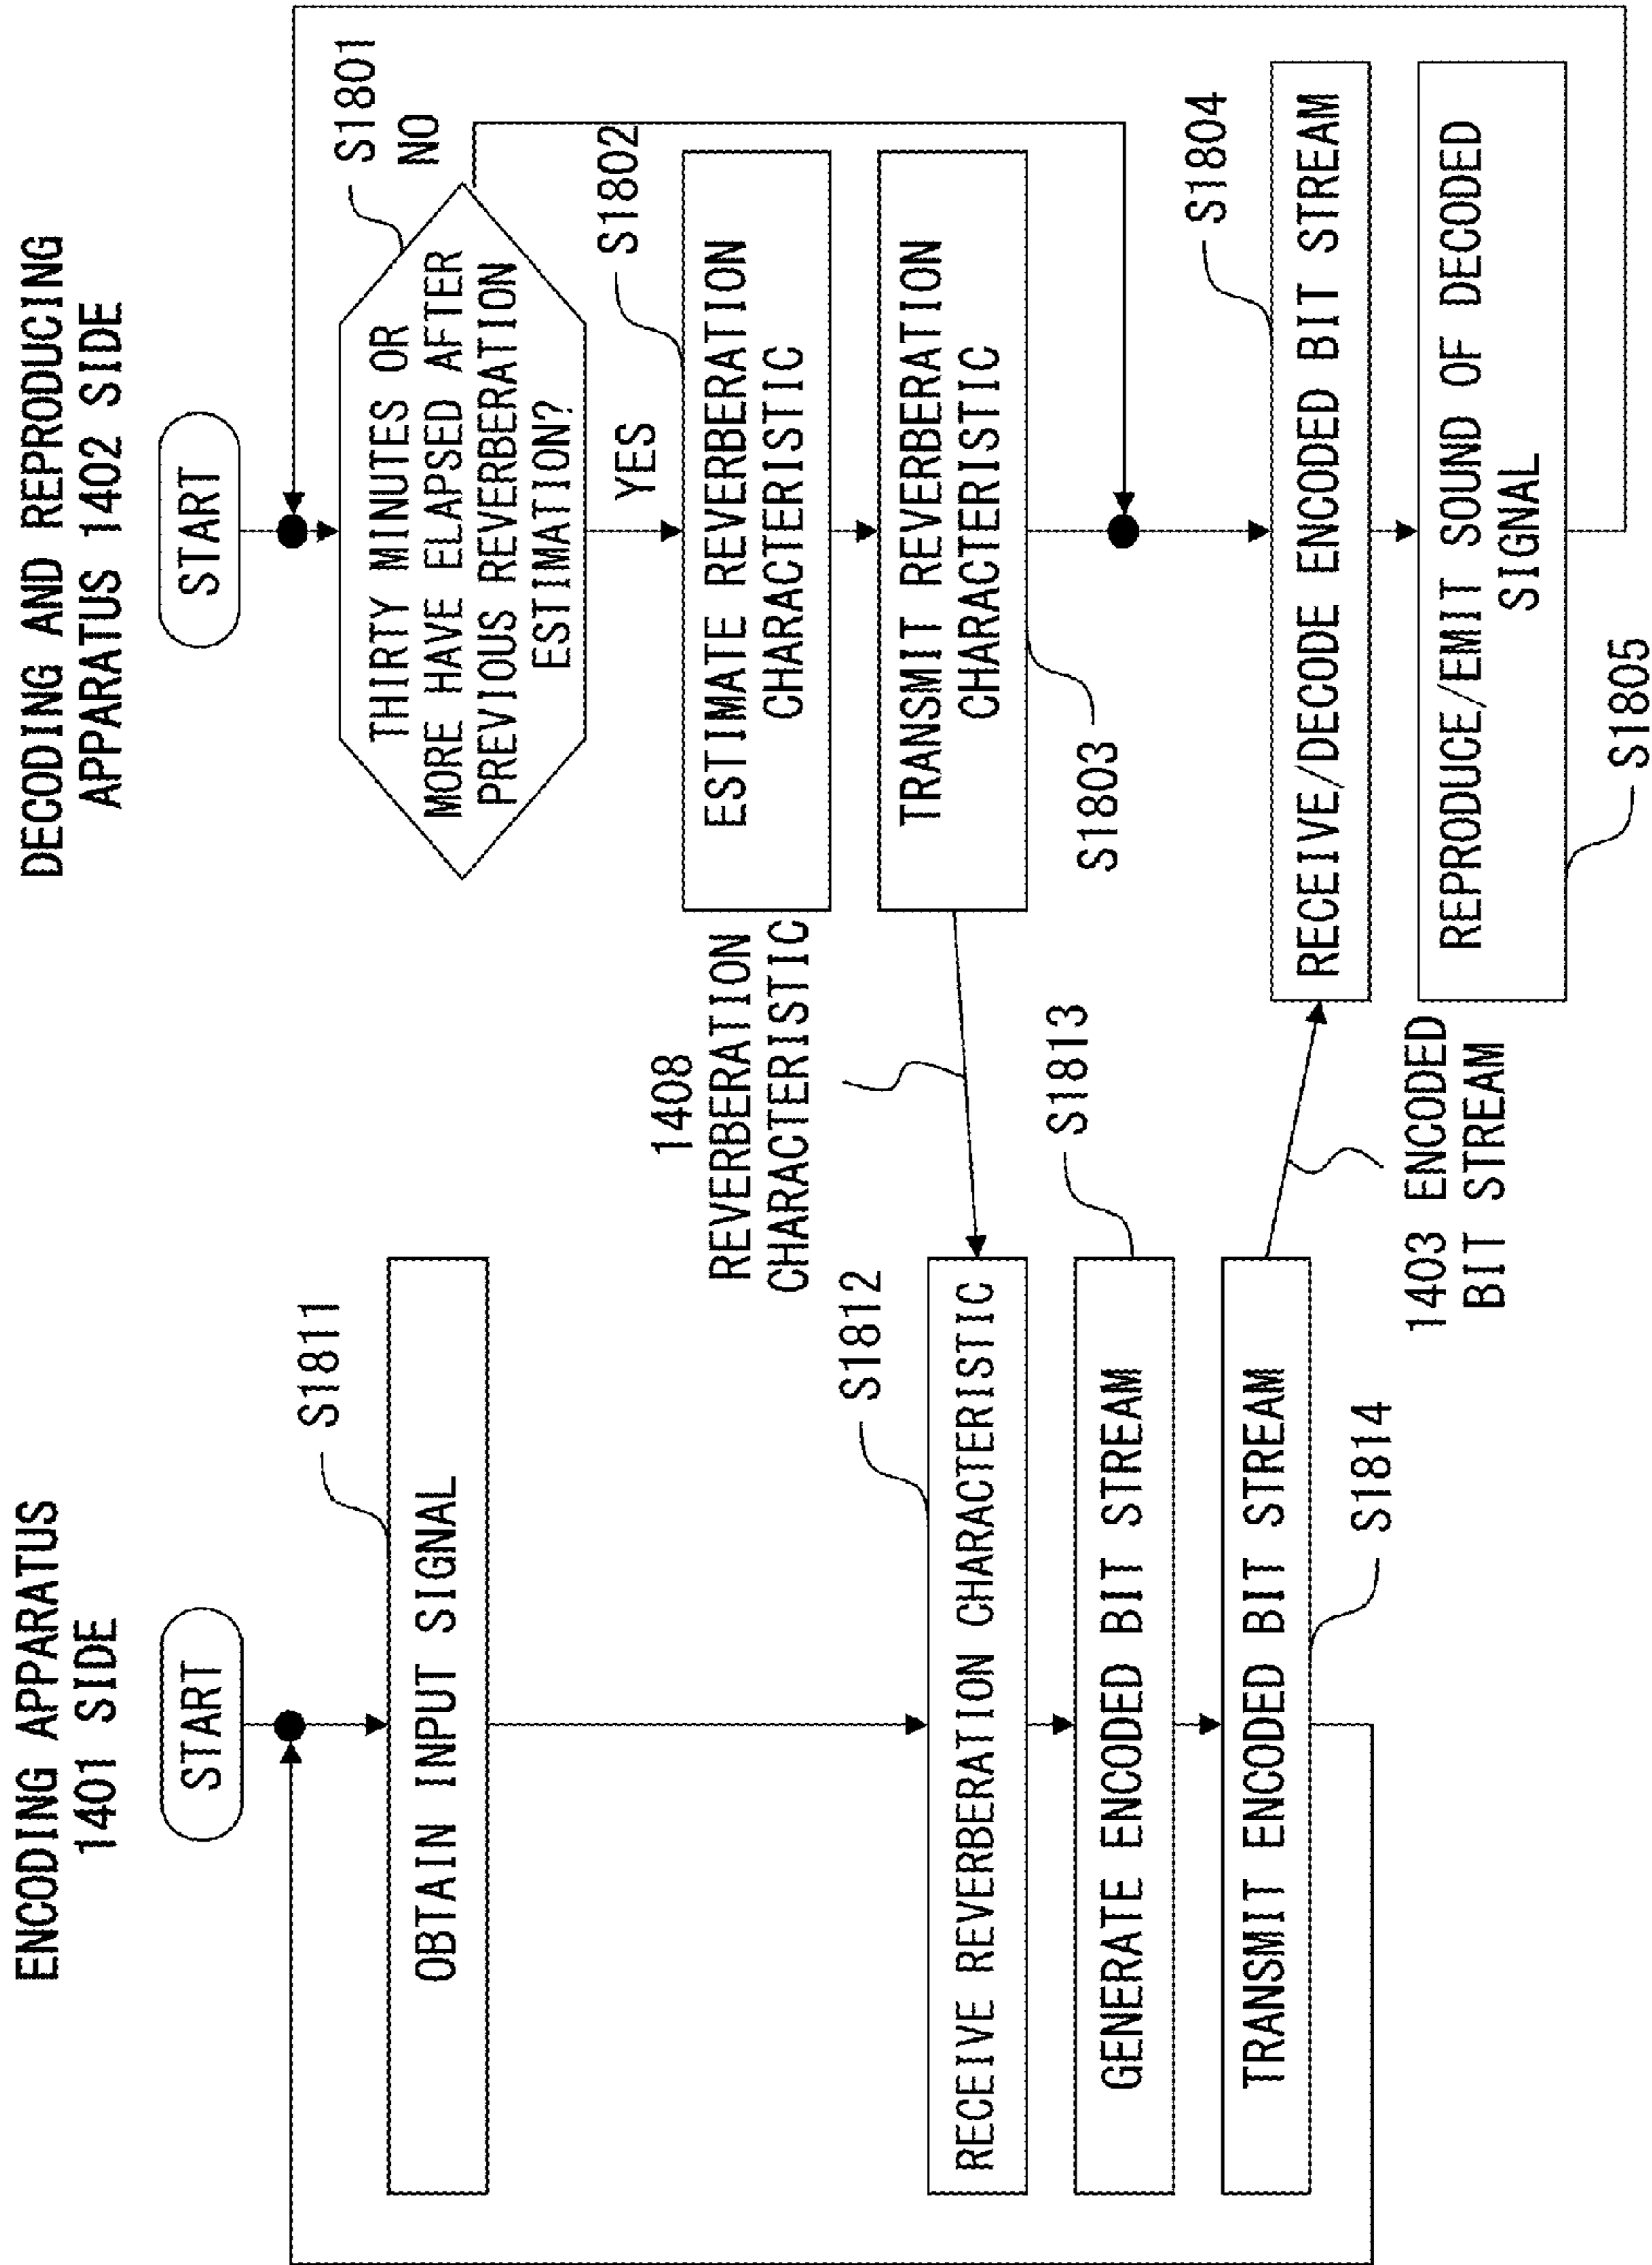 ENCODING APPARATUS
1401 SIDE
START
S1811
OBTAIN INPUT SIGNAL
S1812
RECEIVE REVERBERATION CHARACTERISTIC
S1813
GENERATE ENCODED BIT STREAM
TRANSMIT ENCODED BIT STREAM
S1814
1408
REVERBERATION
CHARACTERISTIC
1403 ENCODED
BIT STREAM
DECODING AND REPRODUCING
APPARATUS 1402 SIDE
START
S1801
NO
THIRTY MINUTES OR
MORE HAVE ELAPSED AFTER
PREVIOUS REVERBERATION
ESTIMATION?
YES
S1802
ESTIMATE REVERBERATION
CHARACTERISTIC
TRANSMIT REVERBERATION
CHARACTERISTIC
S1803
S1804
RECEIVE/DECODE ENCODED BIT STREAM
REPRODUCE/EMIT SOUND OF DECODED
SIGNAL
S1805